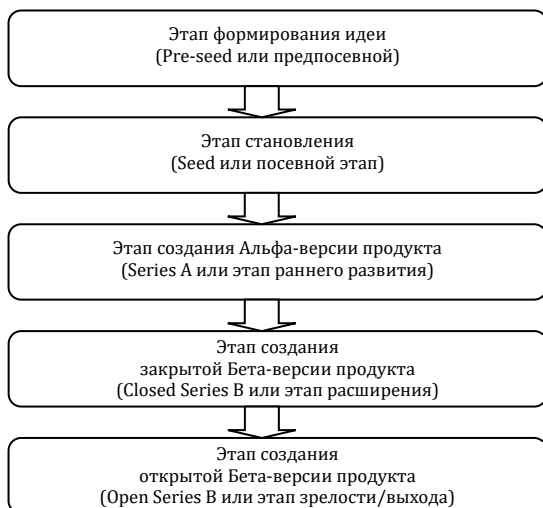 Этап формирования идеи
(Pre-seed или предпосевной)
Этап становления
(Seed или посевной этап)
Этап создания Альфа-версии продукта
(Series A или этап раннего развития)
Этап создания
закрытой Бета-версии продукта
(Closed Series B или этап расширения)
Этап создания
открытой Бета-версии продукта
(Open Series B или этап зрелости/выхода)